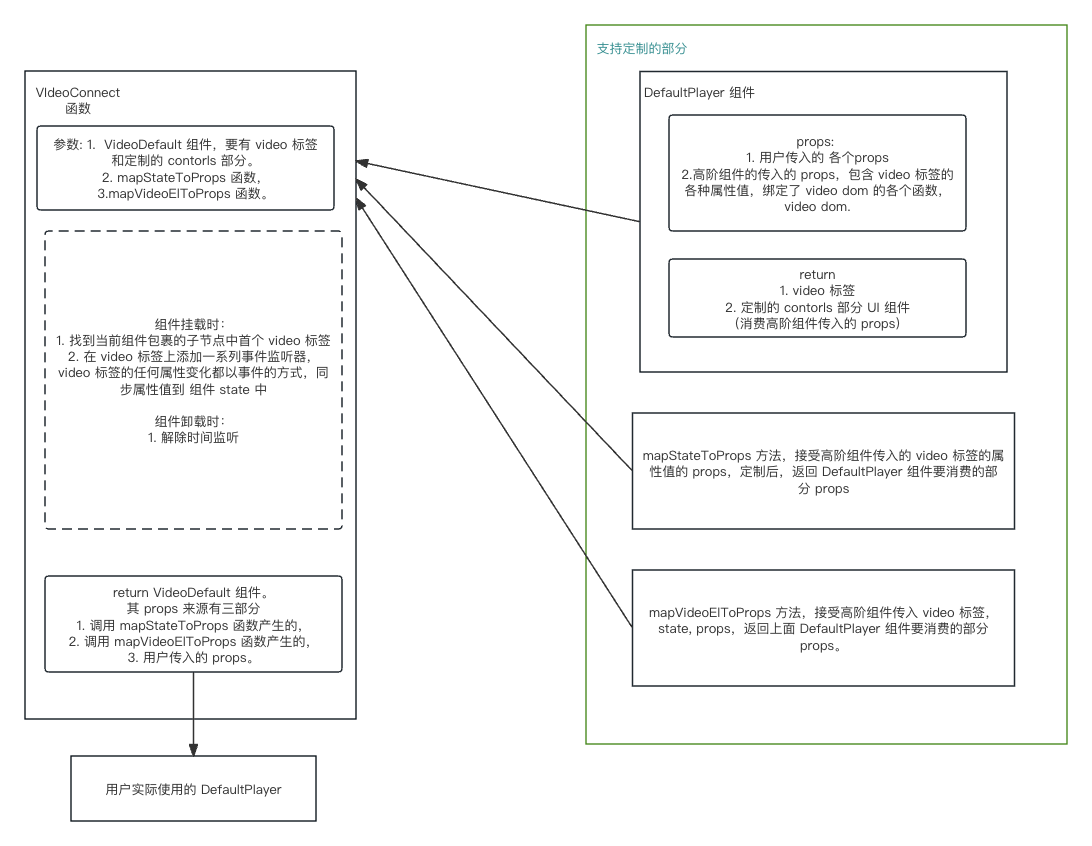 VIdeoConnect
函数
参数: 1.  VideoDefault 组件，要有 video 标签
和定制的 contorls 部分。
2. mapStateToProps 函数，
3.mapVideoElToProps 函数。
组件挂载时：
1. 找到当前组件包裹的子节点中首个 video 标签
2. 在 video 标签上添加一系列事件监听器，
video 标签的任何属性变化都以事件的方式，同
步属性值到 组件 state 中
组件卸载时：
1. 解除时间监听
return VideoDefault 组件。
其 props 来源有三部分
1. 调用 mapStateToProps 函数产生的，
2. 调用 mapVideoElToProps 函数产生的，
3. 用户传入的 props。
用户实际使用的 DefaultPlayer
支持定制的部分
DefaultPlayer 组件
props:
1. 用户传入的 各个props
2.高阶组件的传入的 props，包含 video 标签的
各种属性值，绑定了 video dom 的各个函数，
video dom.
return
1. video 标签
2. 定制的 contorls 部分 UI 组件
（消费高阶组件传入的 props）
mapStateToProps 方法，接受高阶组件传入的 video 标签的属
性值的 props，定制后，返回 DefaultPlayer 组件要消费的部
分 props
mapVideoElToProps 方法，接受高阶组件传入 video 标签，
state, props，返回上面 DefaultPlayer 组件要消费的部分
props。